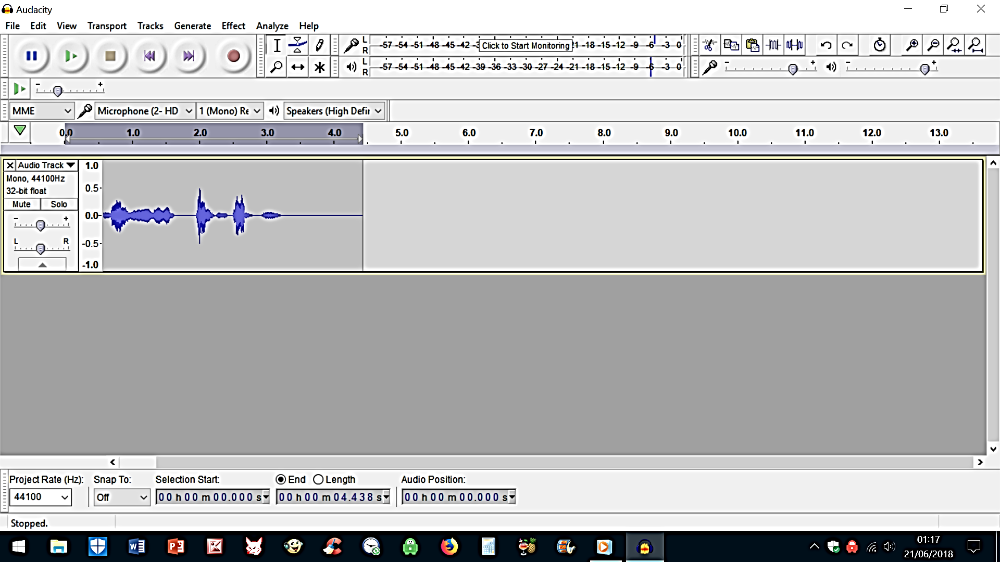 Audacity
File Edit View Transport Tracks Generate Effect Analyze Help
L R -57 -54 -51 -48 -45 -42 -3 Click to Start Monitoring 21 -18 -15 -12 -9 -6 -3 0
L R -57 -54 -51 -48 -45 -42 -39 -36 -33 -30 -27 -24 -21 -18 -15 -12 -9 -6 -3 0
- + - +
- +
MME Microphone (2- HD 1 (Mono) Re Speakers (High Defir
0.0 1.0 2.0 3.0 4.0 5.0 6.0 7.0 8.0 9.0 10.0 11.0 12.0 13.0
Audio Track 1.0
Mono, 44100Hz
32-bit float 0.5
Mute Solo
- + 0.0
L R -0.5
-1.0
Project Rate (Hz): Snap To: Selection Start: End Length Audio Position:
44100 Off 00 h 00 m 00.000 s 00 h 00 m 04.438 s 00 h 00 m 00.000 s
Stopped.
01:17
21/06/2018